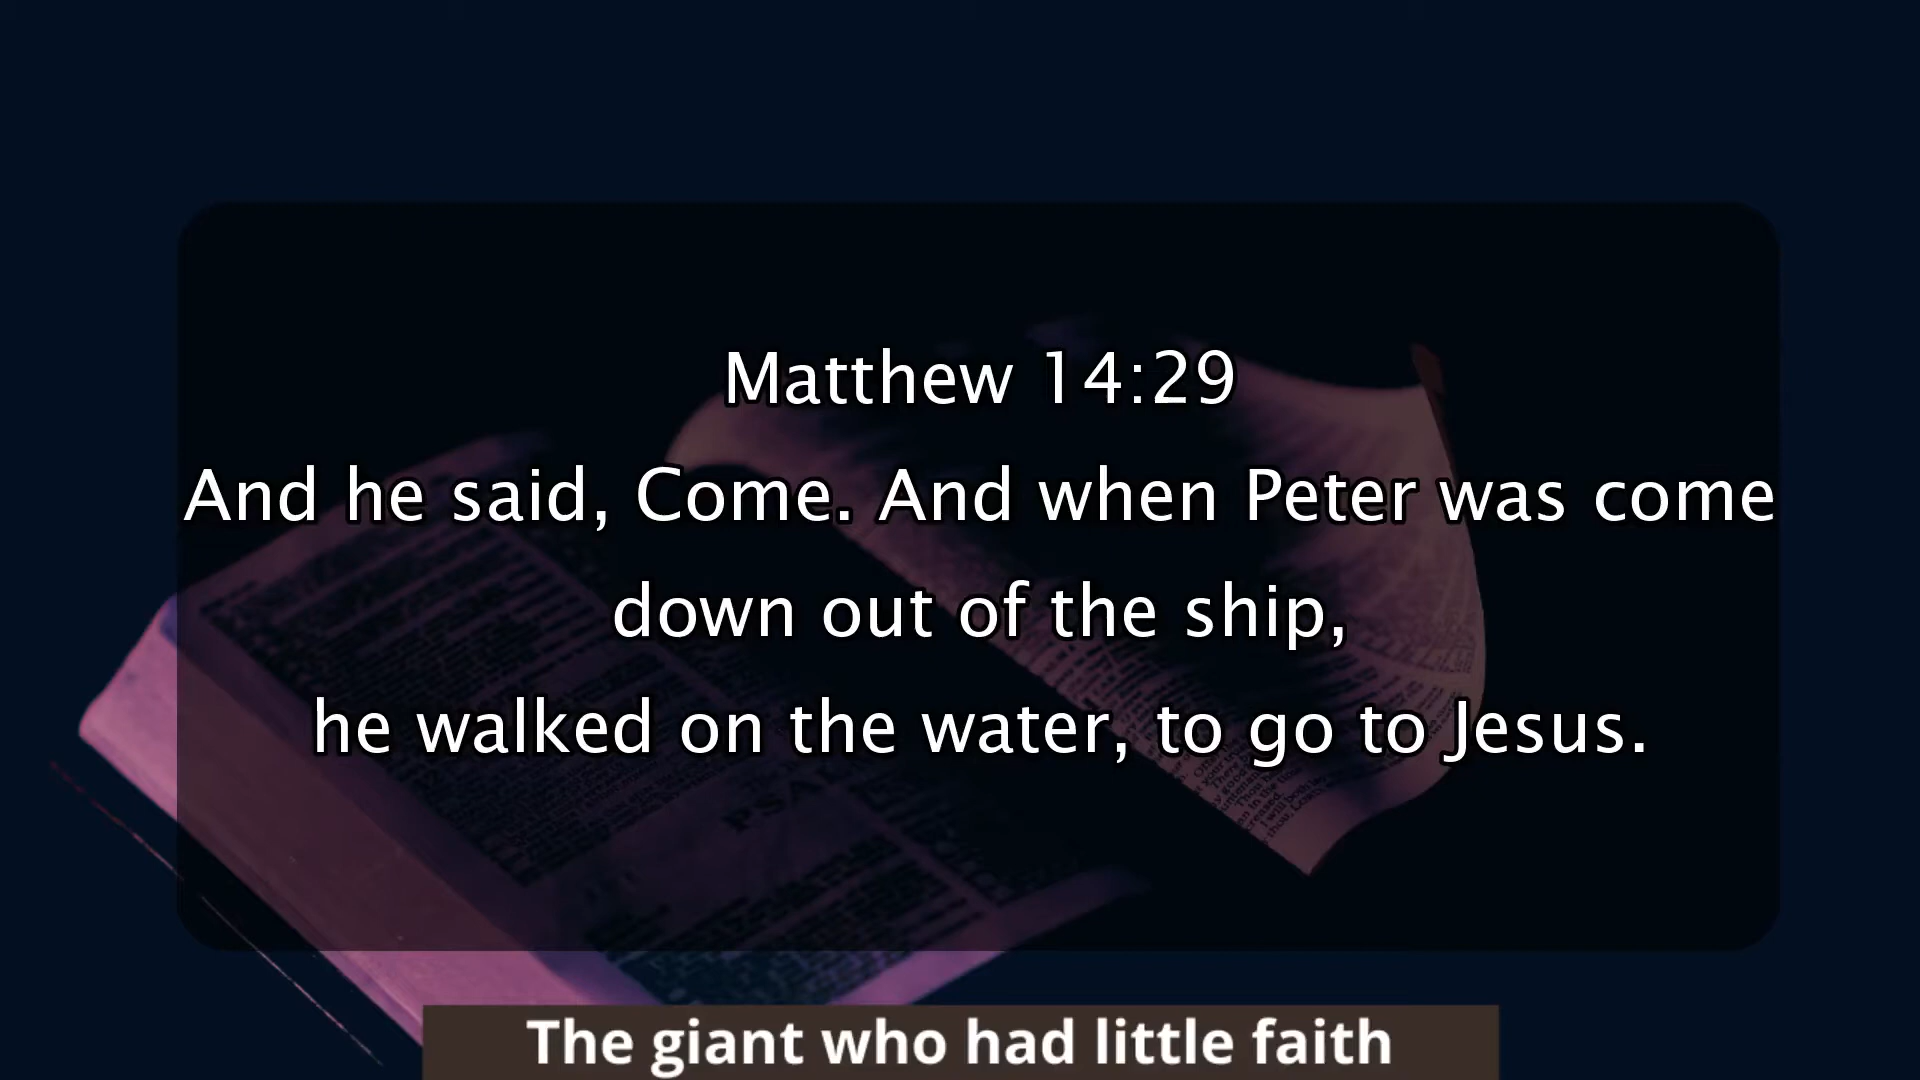 Matthew 14:29
And he said, Come. And when Peter was come
down out of the ship,
he walked on the water, to go to Jesus.
PSA
The giant who had little faith